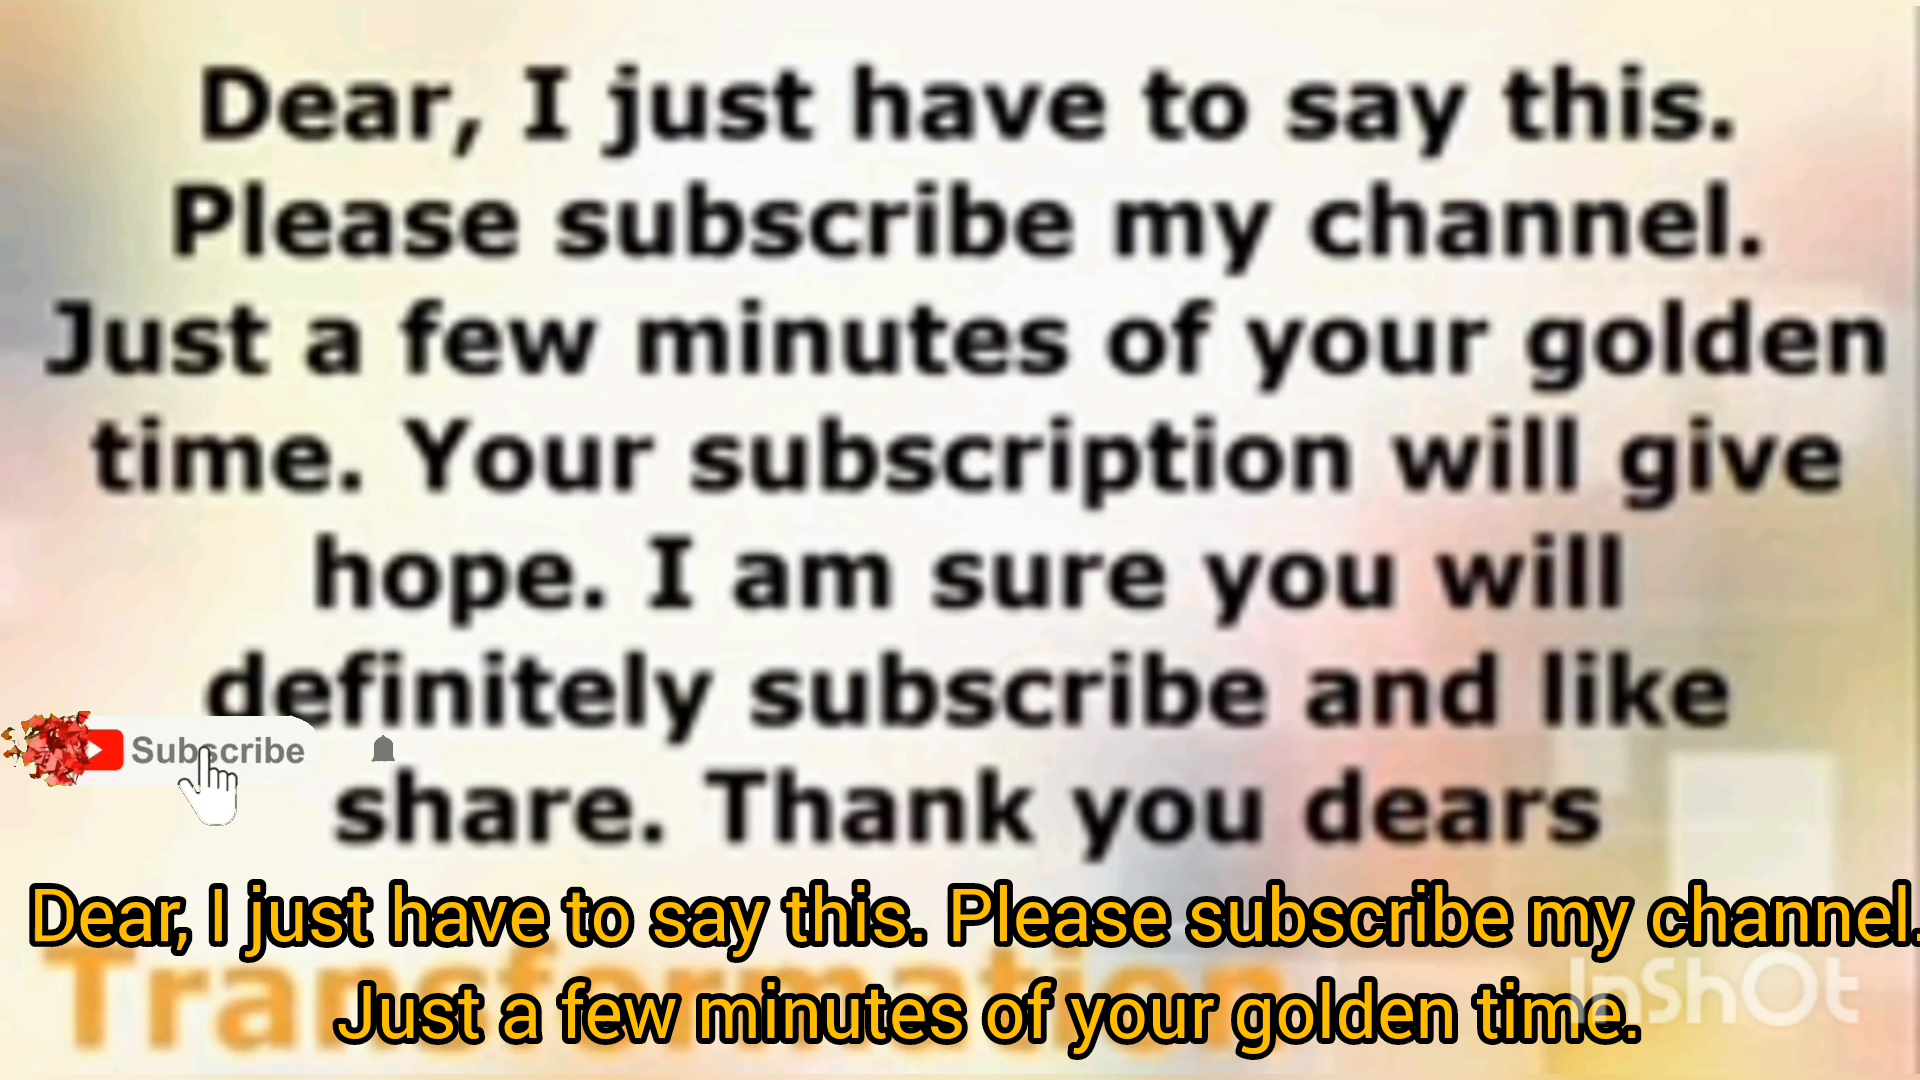 Dear, I just have to say this.
Please subscribe my channel.
Just a few minutes of your golden
time. Your subscription will give
hope. I am sure you will
definitely subscribe and like
Subscribe
share. Thank you dears
Dear, I just have to say this. Please subscribe my channel.
Just a few minutes of your golden time.
Transformation
InShOt